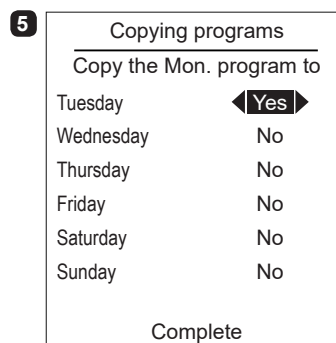 5
Copying programs
Copy the Mon. program to
Tuesday Yes
Wednesday No
Thursday No
Friday No
Saturday No
Sunday No
Complete